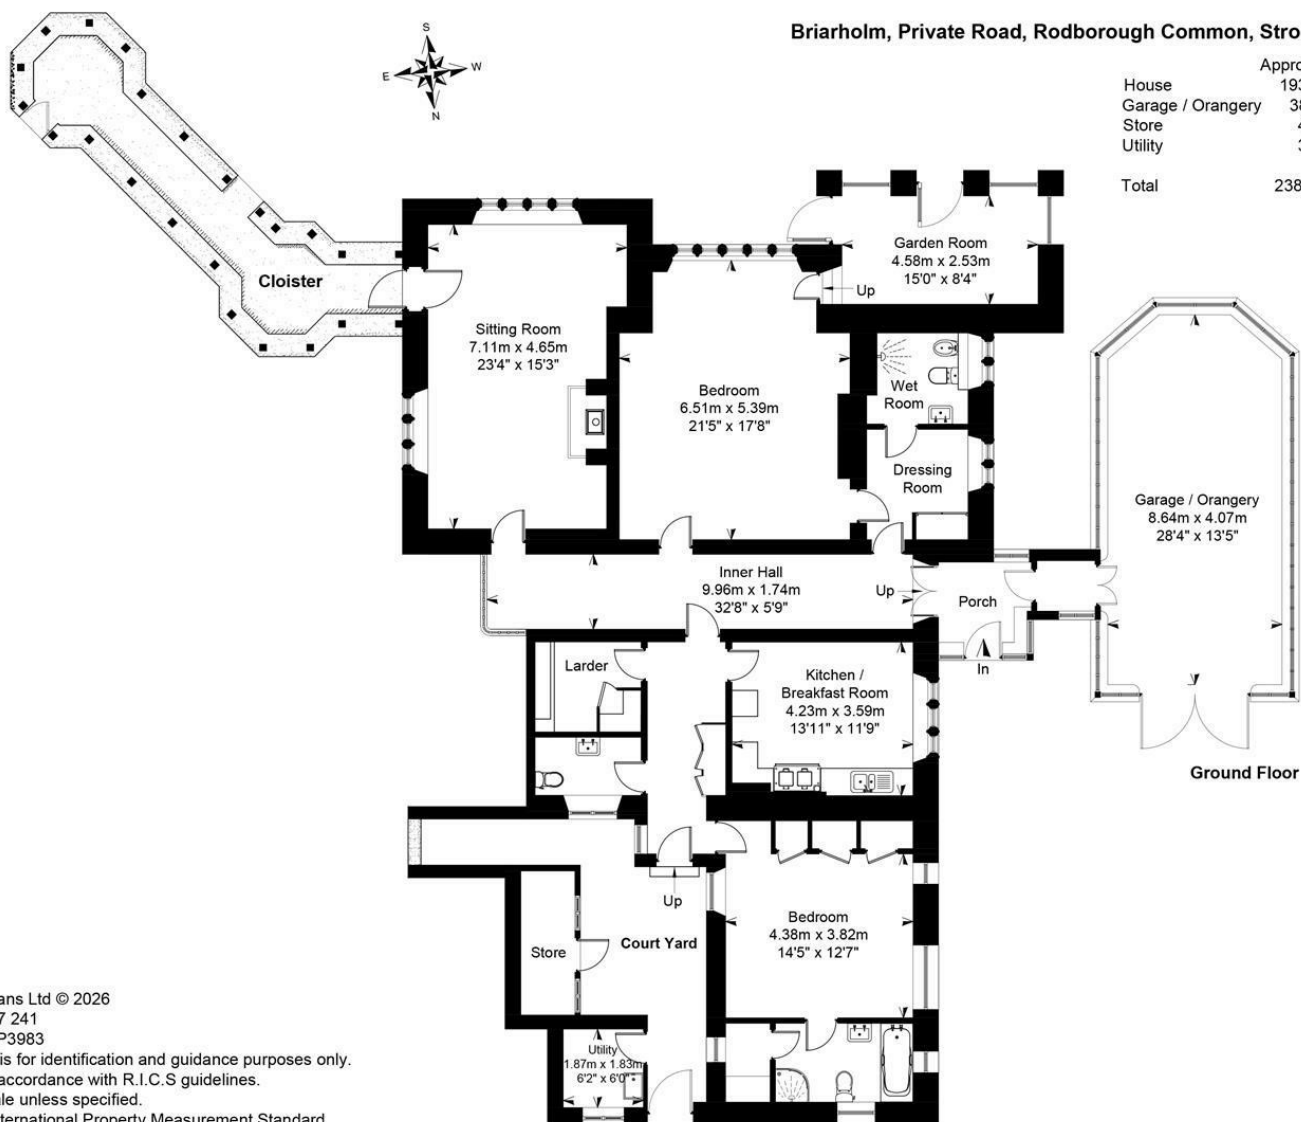 Briarholm, Private Road, Rodborough Common, Stro
Appro
House 193
Garage / Orangery 38
Store 4
Utility 3
Total 238
S
E
W
N
Cloister
Sitting Room
7.11m x 4.65m
23'4" x 15'3"
Garden Room
4.58m x 2.53m
15'0" x 8'4"
Up
Bedroom
6.51m x 5.39m
21'5" x 17'8"
Wet
Room
Dressing
Room
Garage / Orangery
8.64m x 4.07m
28'4" x 13'5"
Inner Hall
9.96m x 1.74m
32'8" x 5'9"
Up
Porch
In
Larder
Kitchen /
Breakfast Room
4.23m x 3.59m
13'11" x 11'9"
Ground Floor
Up
Court Yard
Store
Bedroom
4.38m x 3.82m
14'5" x 12'7"
Utility
1.87m x 1.83m
6'2" x 6'0"
ans Ltd © 2026
7 241
P3983
is for identification and guidance purposes only.
accordance with R.I.C.S guidelines.
le unless specified.
ternational Property Measurement Standard